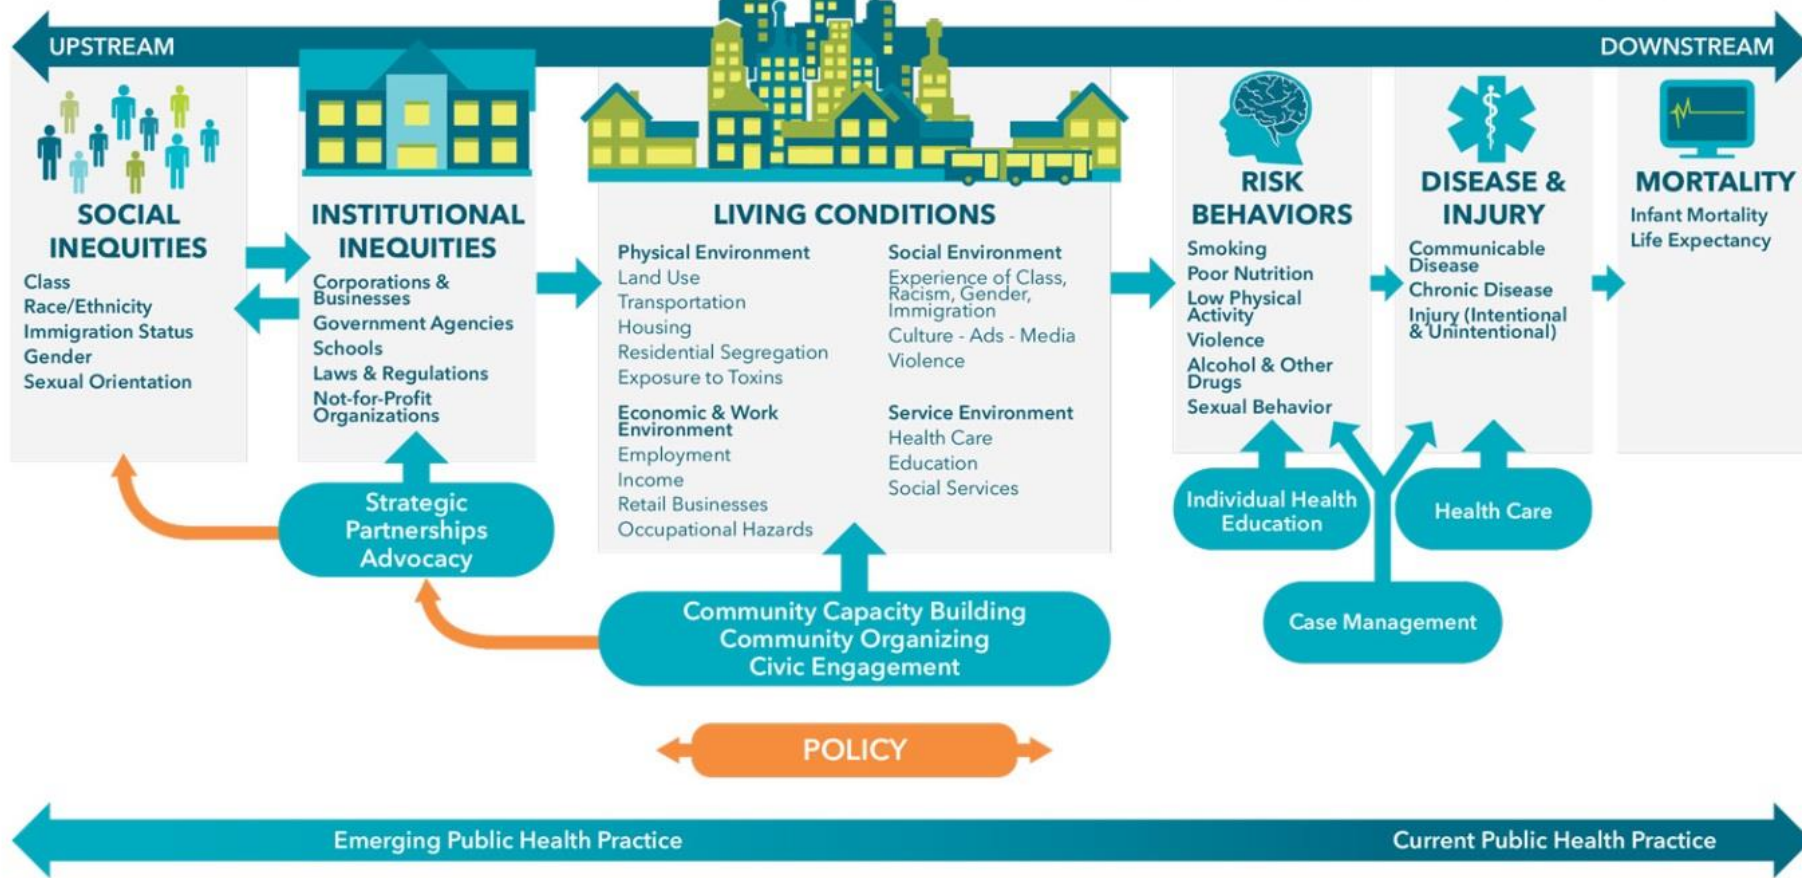 UPSTREAM
DOWNSTREAM
SOCIAL
INEQUITIES
Class
Race/Ethnicity
Immigration Status
Gender
Sexual Orientation
INSTITUTIONAL
INEQUITIES
Corporations &
Businesses
Government Agencies
Schools
Laws & Regulations
Not-for-Profit
Organizations
LIVING CONDITIONS
Physical Environment
Land Use
Transportation
Housing
Residential Segregation
Exposure to Toxins
Economic & Work
Environment
Employment
Income
Retail Businesses
Occupational Hazards
Social Environment
Experience of Class,
Racism, Gender,
Immigration
Culture - Ads - Media
Violence
Service Environment
Health Care
Education
Social Services
RISK
BEHAVIORS
Smoking
Poor Nutrition
Low Physical
Activity
Violence
Alcohol & Other
Drugs
Sexual Behavior
DISEASE &
INJURY
Communicable
Disease
Chronic Disease
Injury (Intentional
& Unintentional)
MORTALITY
Infant Mortality
Life Expectancy
Strategic
Partnerships
Advocacy
Community Capacity Building
Community Organizing
Civic Engagement
Individual Health
Education
Health Care
Case Management
POLICY
Emerging Public Health Practice
Current Public Health Practice